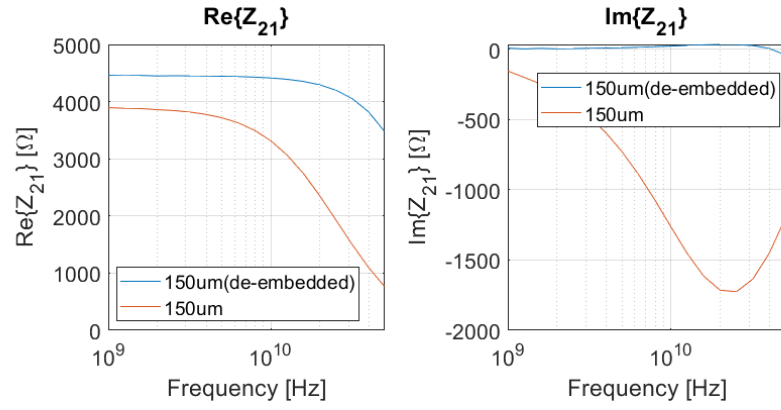 Re{Z21}
5000
4000
3000
2000
1000
0
Re{Z21} [Ω]
150um(de-embedded)
150um
10^9
10^10
Frequency [Hz]
Im{Z21}
0
-500
-1000
-1500
-2000
Im{Z21} [Ω]
150um(de-embedded)
150um
10^9
10^10
Frequency [Hz]